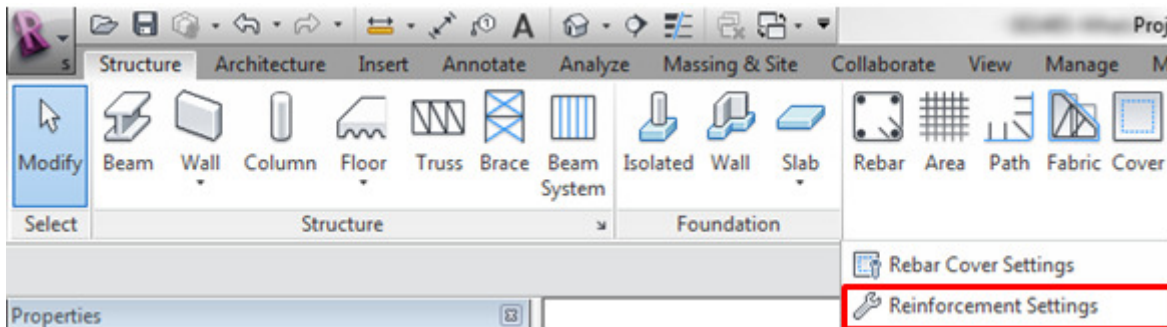 Proj
S Structure Architecture Insert Annotate Analyze Massing & Site Collaborate View Manage M
Modify Beam Wall Column Floor Truss Brace Beam System Isolated Wall Slab Rebar Area Path Fabric Cover
Select Structure Foundation
Rebar Cover Settings
Properties Reinforcement Settings